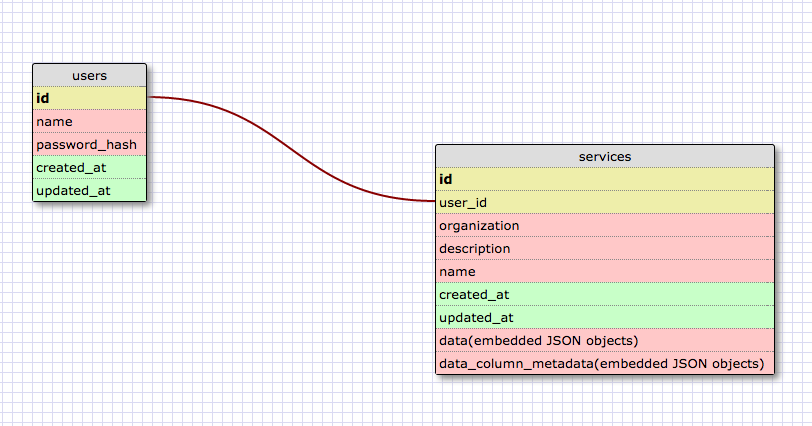 users
id
name
password_hash
created_at
updated_at
services
id
user_id
organization
description
name
created_at
updated_at
data(embedded JSON objects)
data_column_metadata(embedded JSON objects)